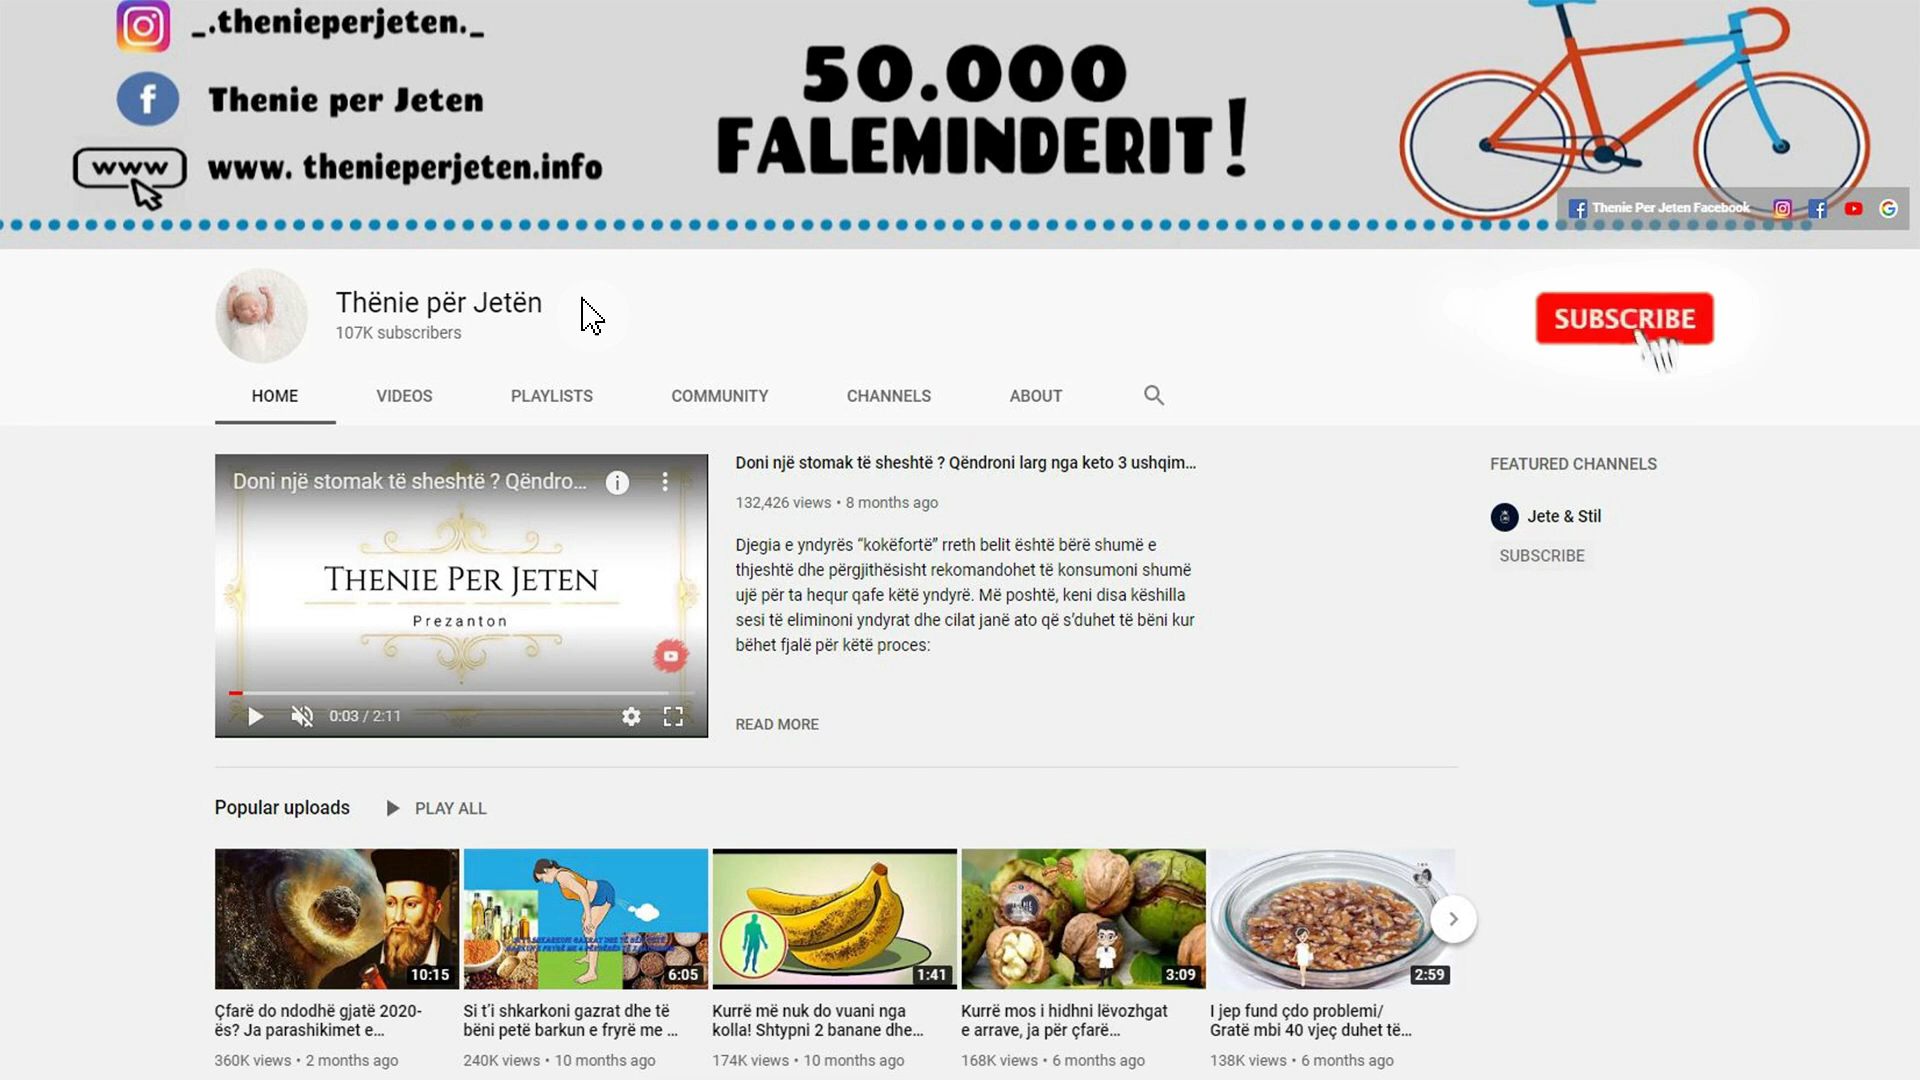 _.thenieperjeten._
Thenie per Jeten
www
www. thenieperjeten.info
50.000
FALEMINDERIT!
Thenie Per Jeten Facebook
Thënie për Jetën
107K subscribers
SUBSCRIBE
HOME
VIDEOS
PLAYLISTS
COMMUNITY
CHANNELS
ABOUT
Doni një stomak të sheshtë ? Qëndro...
THENIE PER JETEN
Prezanton
0:03 / 2:11
Doni një stomak të sheshtë ? Qëndroni larg nga keto 3 ushqim...
132,426 views • 8 months ago
Djegia e yndyrës “kokëfortë” rreth belit është bërë shumë e
thjeshtë dhe përgjithësisht rekomandohet të konsumoni shumë
ujë për ta hequr qafe këtë yndyrë. Më poshtë, keni disa këshilla
sesi të eliminoni yndyrat dhe cilat janë ato që s’duhet të bëni kur
bëhet fjalë për këtë proces:
READ MORE
FEATURED CHANNELS
Jete & Stil
SUBSCRIBE
Popular uploads
PLAY ALL
10:15
6:05
1:41
3:09
2:59
Çfarë do ndodhë gjatë 2020-
ës? Ja parashikimet e...
360K views • 2 months ago
Si t’i shkarkoni gazrat dhe të
bëni petë barkun e fryrë me ...
240K views • 10 months ago
Kurrë më nuk do vuani nga
kolla! Shtypni 2 banane dhe...
174K views • 10 months ago
Kurrë mos i hidhni lëvozhgat
e arrave, ja për çfarë...
168K views • 6 months ago
I jep fund çdo problemi/
Gratë mbi 40 vjeç duhet të...
138K views • 6 months ago